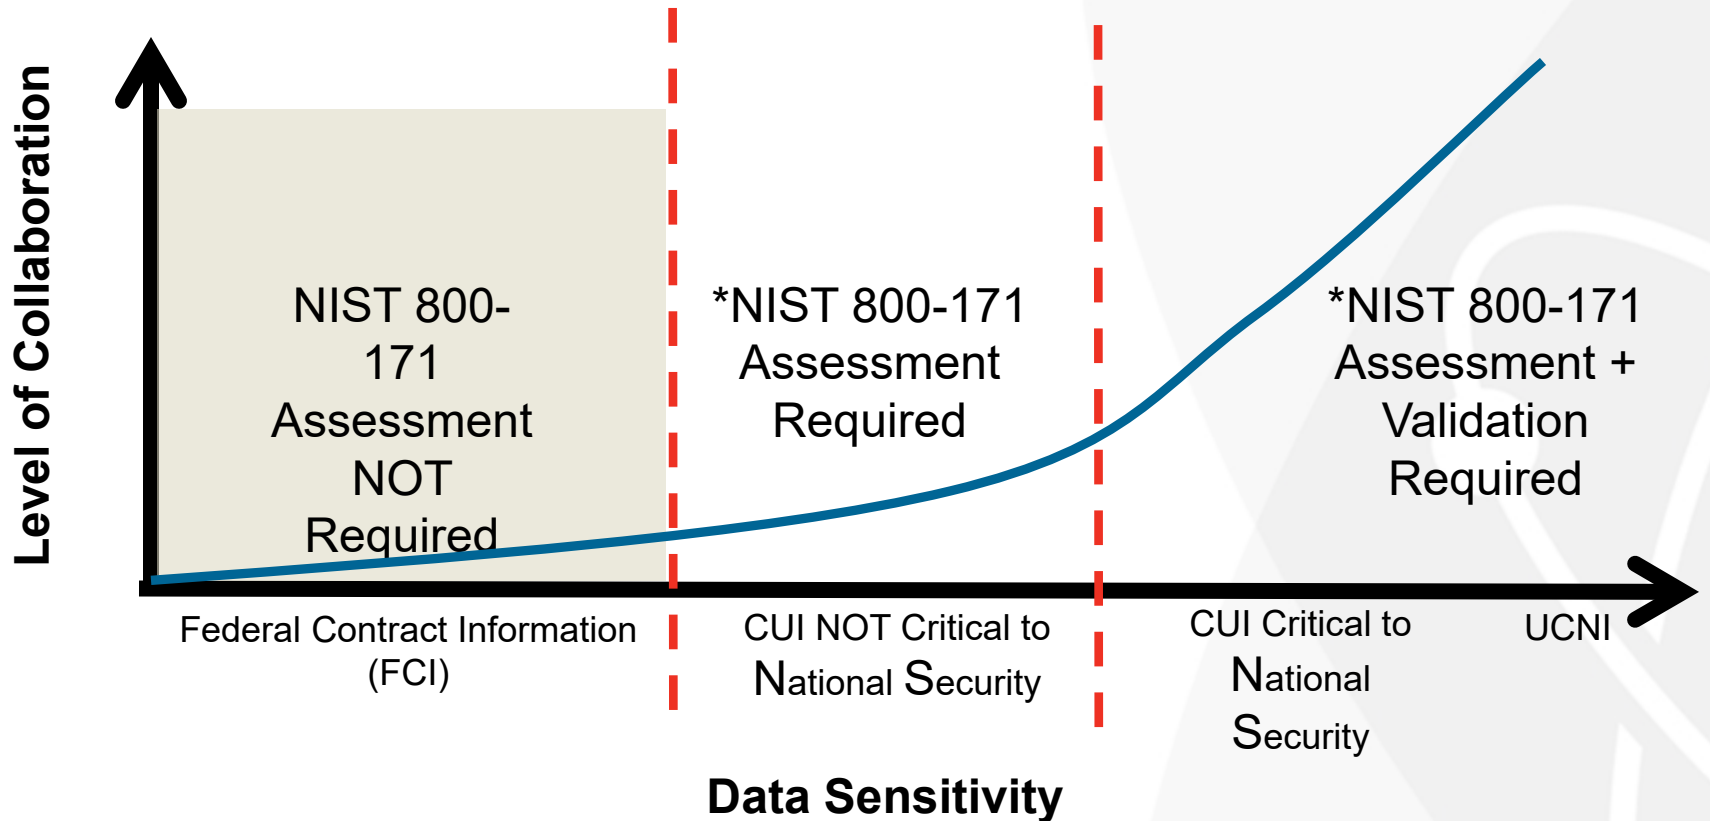 Level of Collaboration
NIST 800-
171
Assessment
NOT
Required
*NIST 800-171
Assessment
Required
*NIST 800-171
Assessment +
Validation
Required
Federal Contract Information
(FCI)
CUI NOT Critical to
National Security
CUI Critical to
National
Security
UCNI
Data Sensitivity